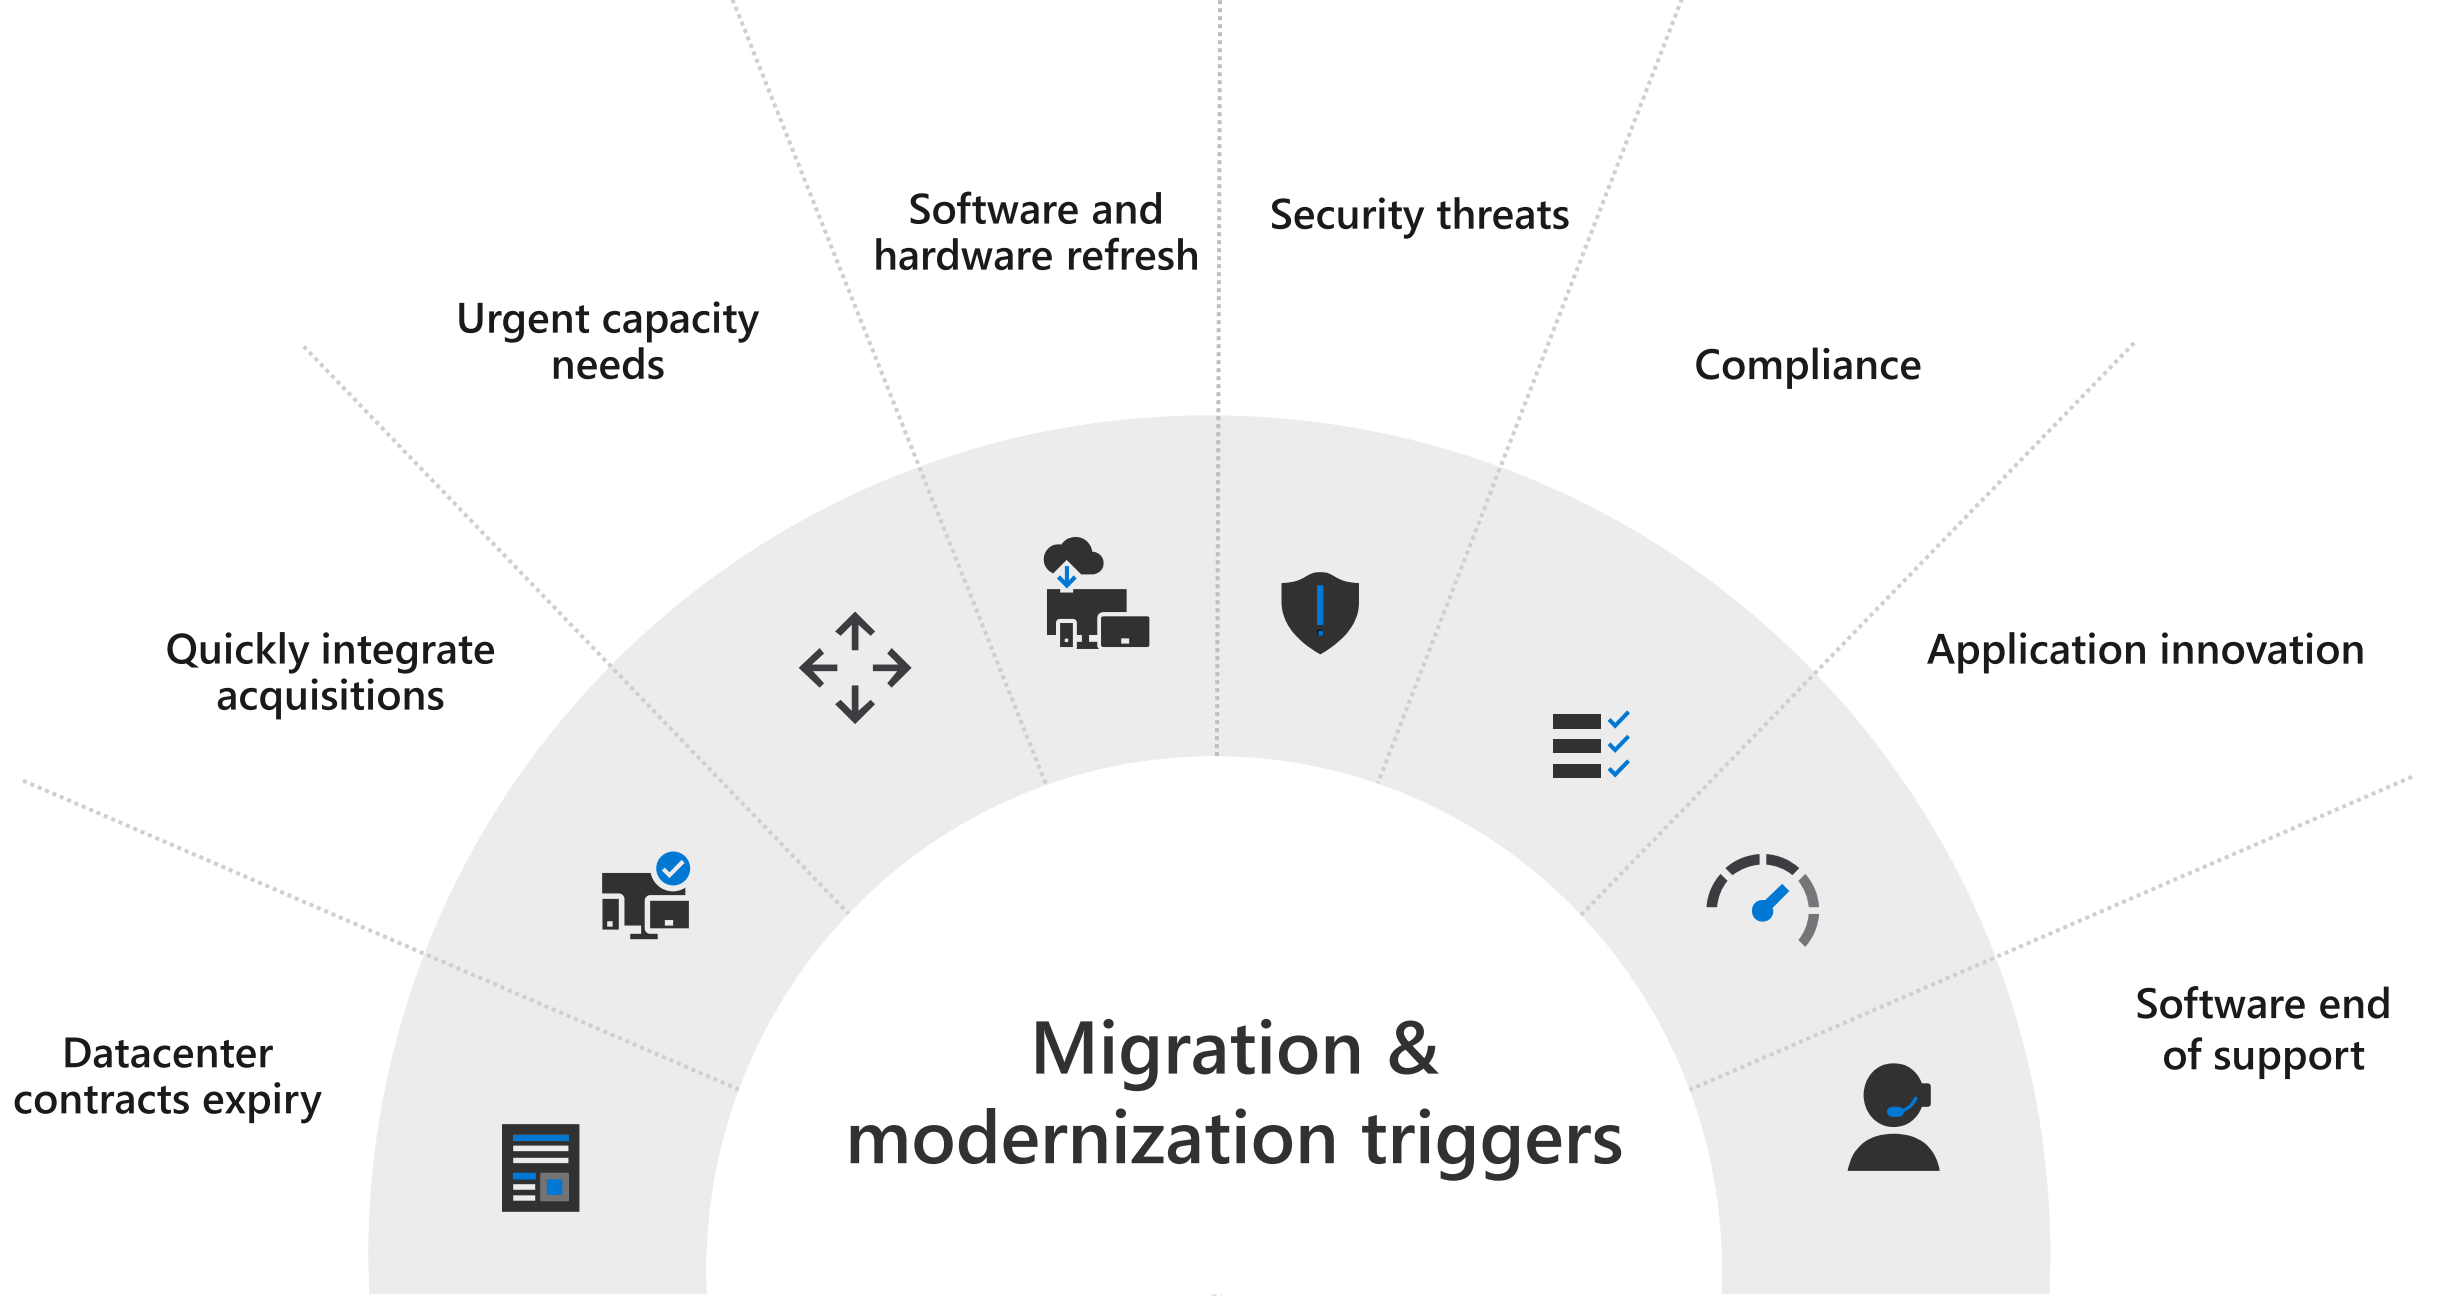 Software and
hardware refresh
Security threats
Urgent capacity
needs
Compliance
Quickly integrate
acquisitions
Application innovation
Datacenter
contracts expiry
Software end
of support
Migration &
modernization triggers